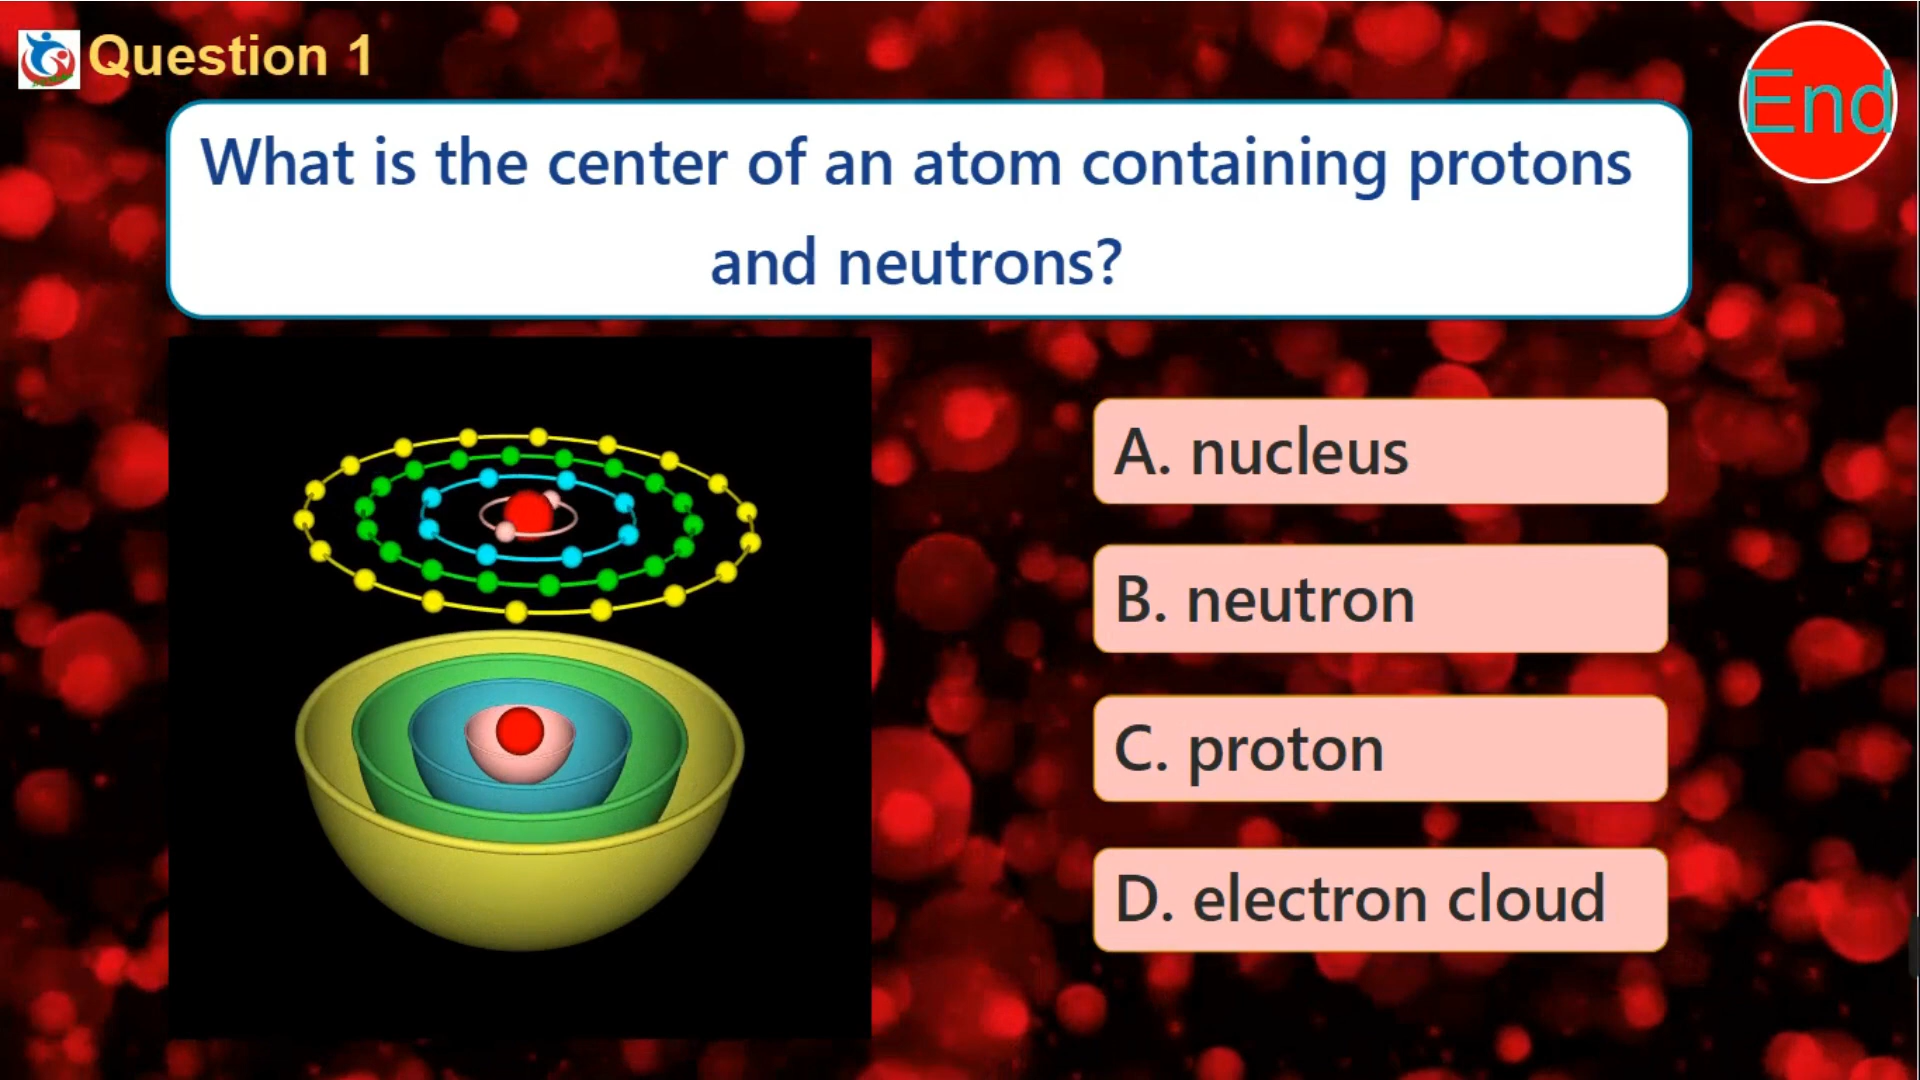 Question 1
End
What is the center of an atom containing protons
and neutrons?
A. nucleus
B. neutron
C. proton
D. electron cloud